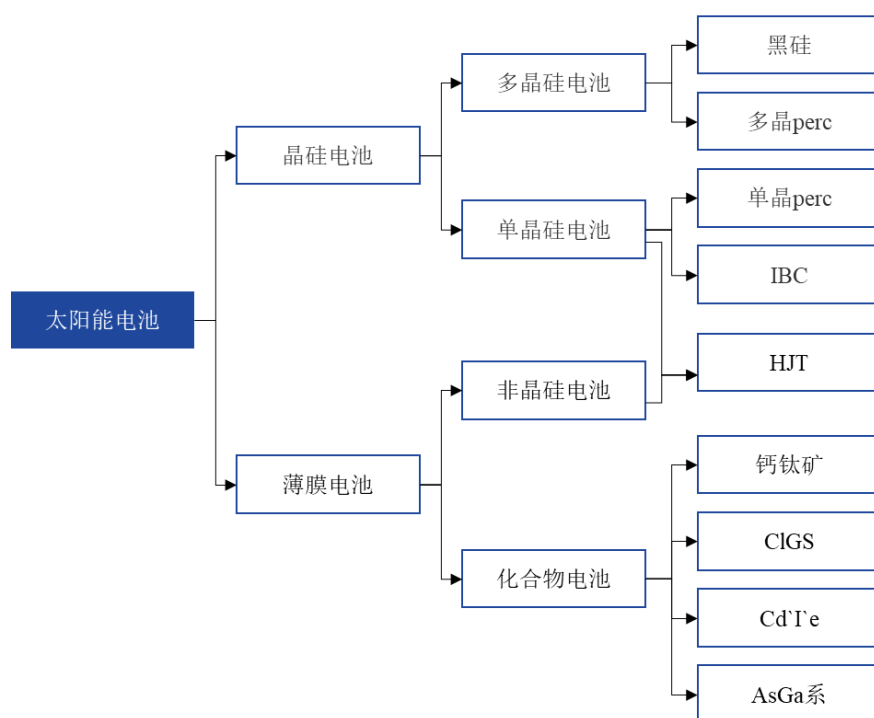 太阳能电池
晶硅电池
薄膜电池
多晶硅电池
单晶硅电池
非晶硅电池
化合物电池
黑硅
多晶perc
单晶perc
IBC
HJT
钙钛矿
ClGS
Cd`I`e
AsGa系